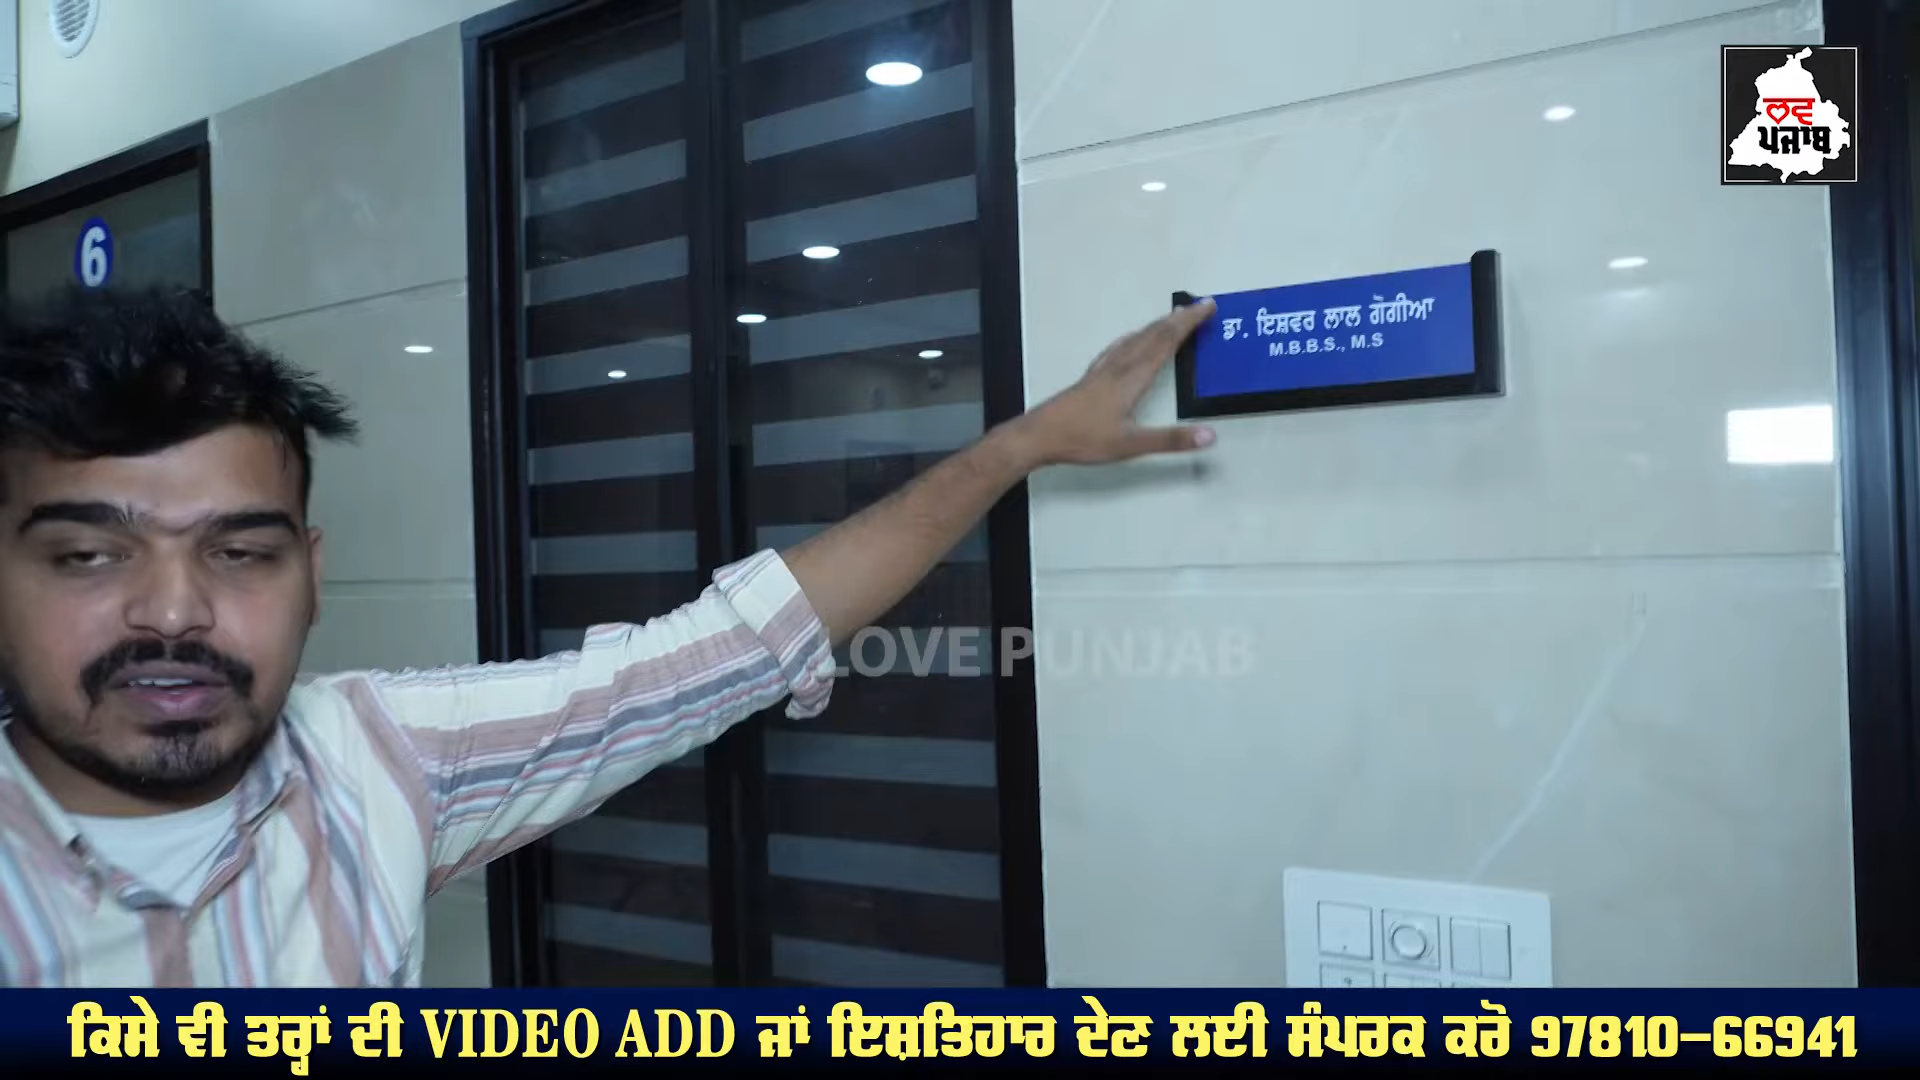 ਲਵ
ਪੰਜਾਬ
6
ਡਾ. ਇਸ਼ਵਰ ਲਾਲ ਗੋਗੀਆ
M.B.B.S., M.S
LOVE PUNJAB
ਕਿਸੇ ਵੀ ਤਰ੍ਹਾਂ ਦੀ VIDEO ADD ਜਾਂ ਇਸ਼ਤਿਹਾਰ ਦੇਣ ਲਈ ਸੰਪਰਕ ਕਰੋ 97810-66941